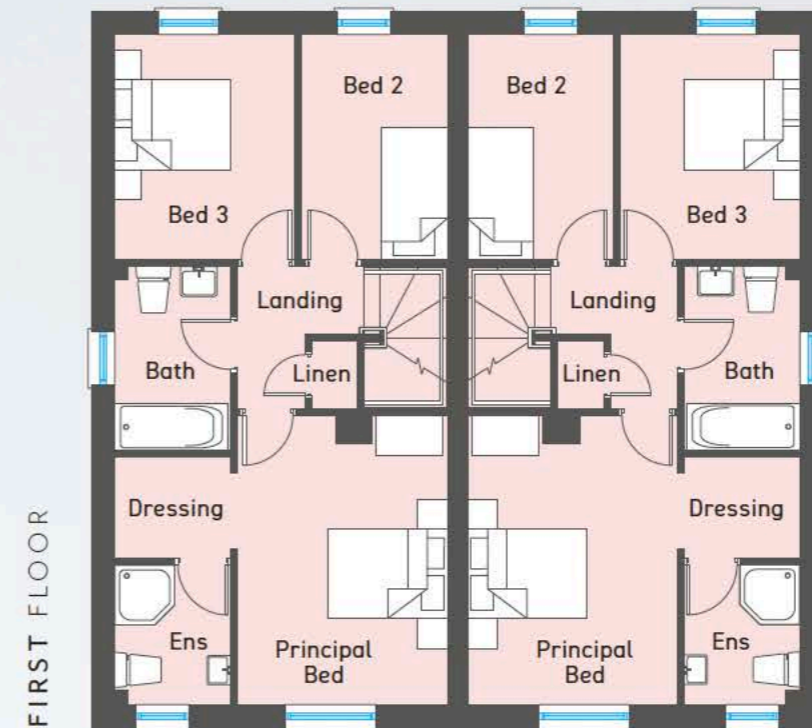 Bed 2
Bed 2
Bed 3
Bed 3
Landing
Landing
Bath
Linen
Linen
Bath
Dressing
Dressing
Ens
Principal
Bed
Principal
Bed
Ens
FIRST FLOOR